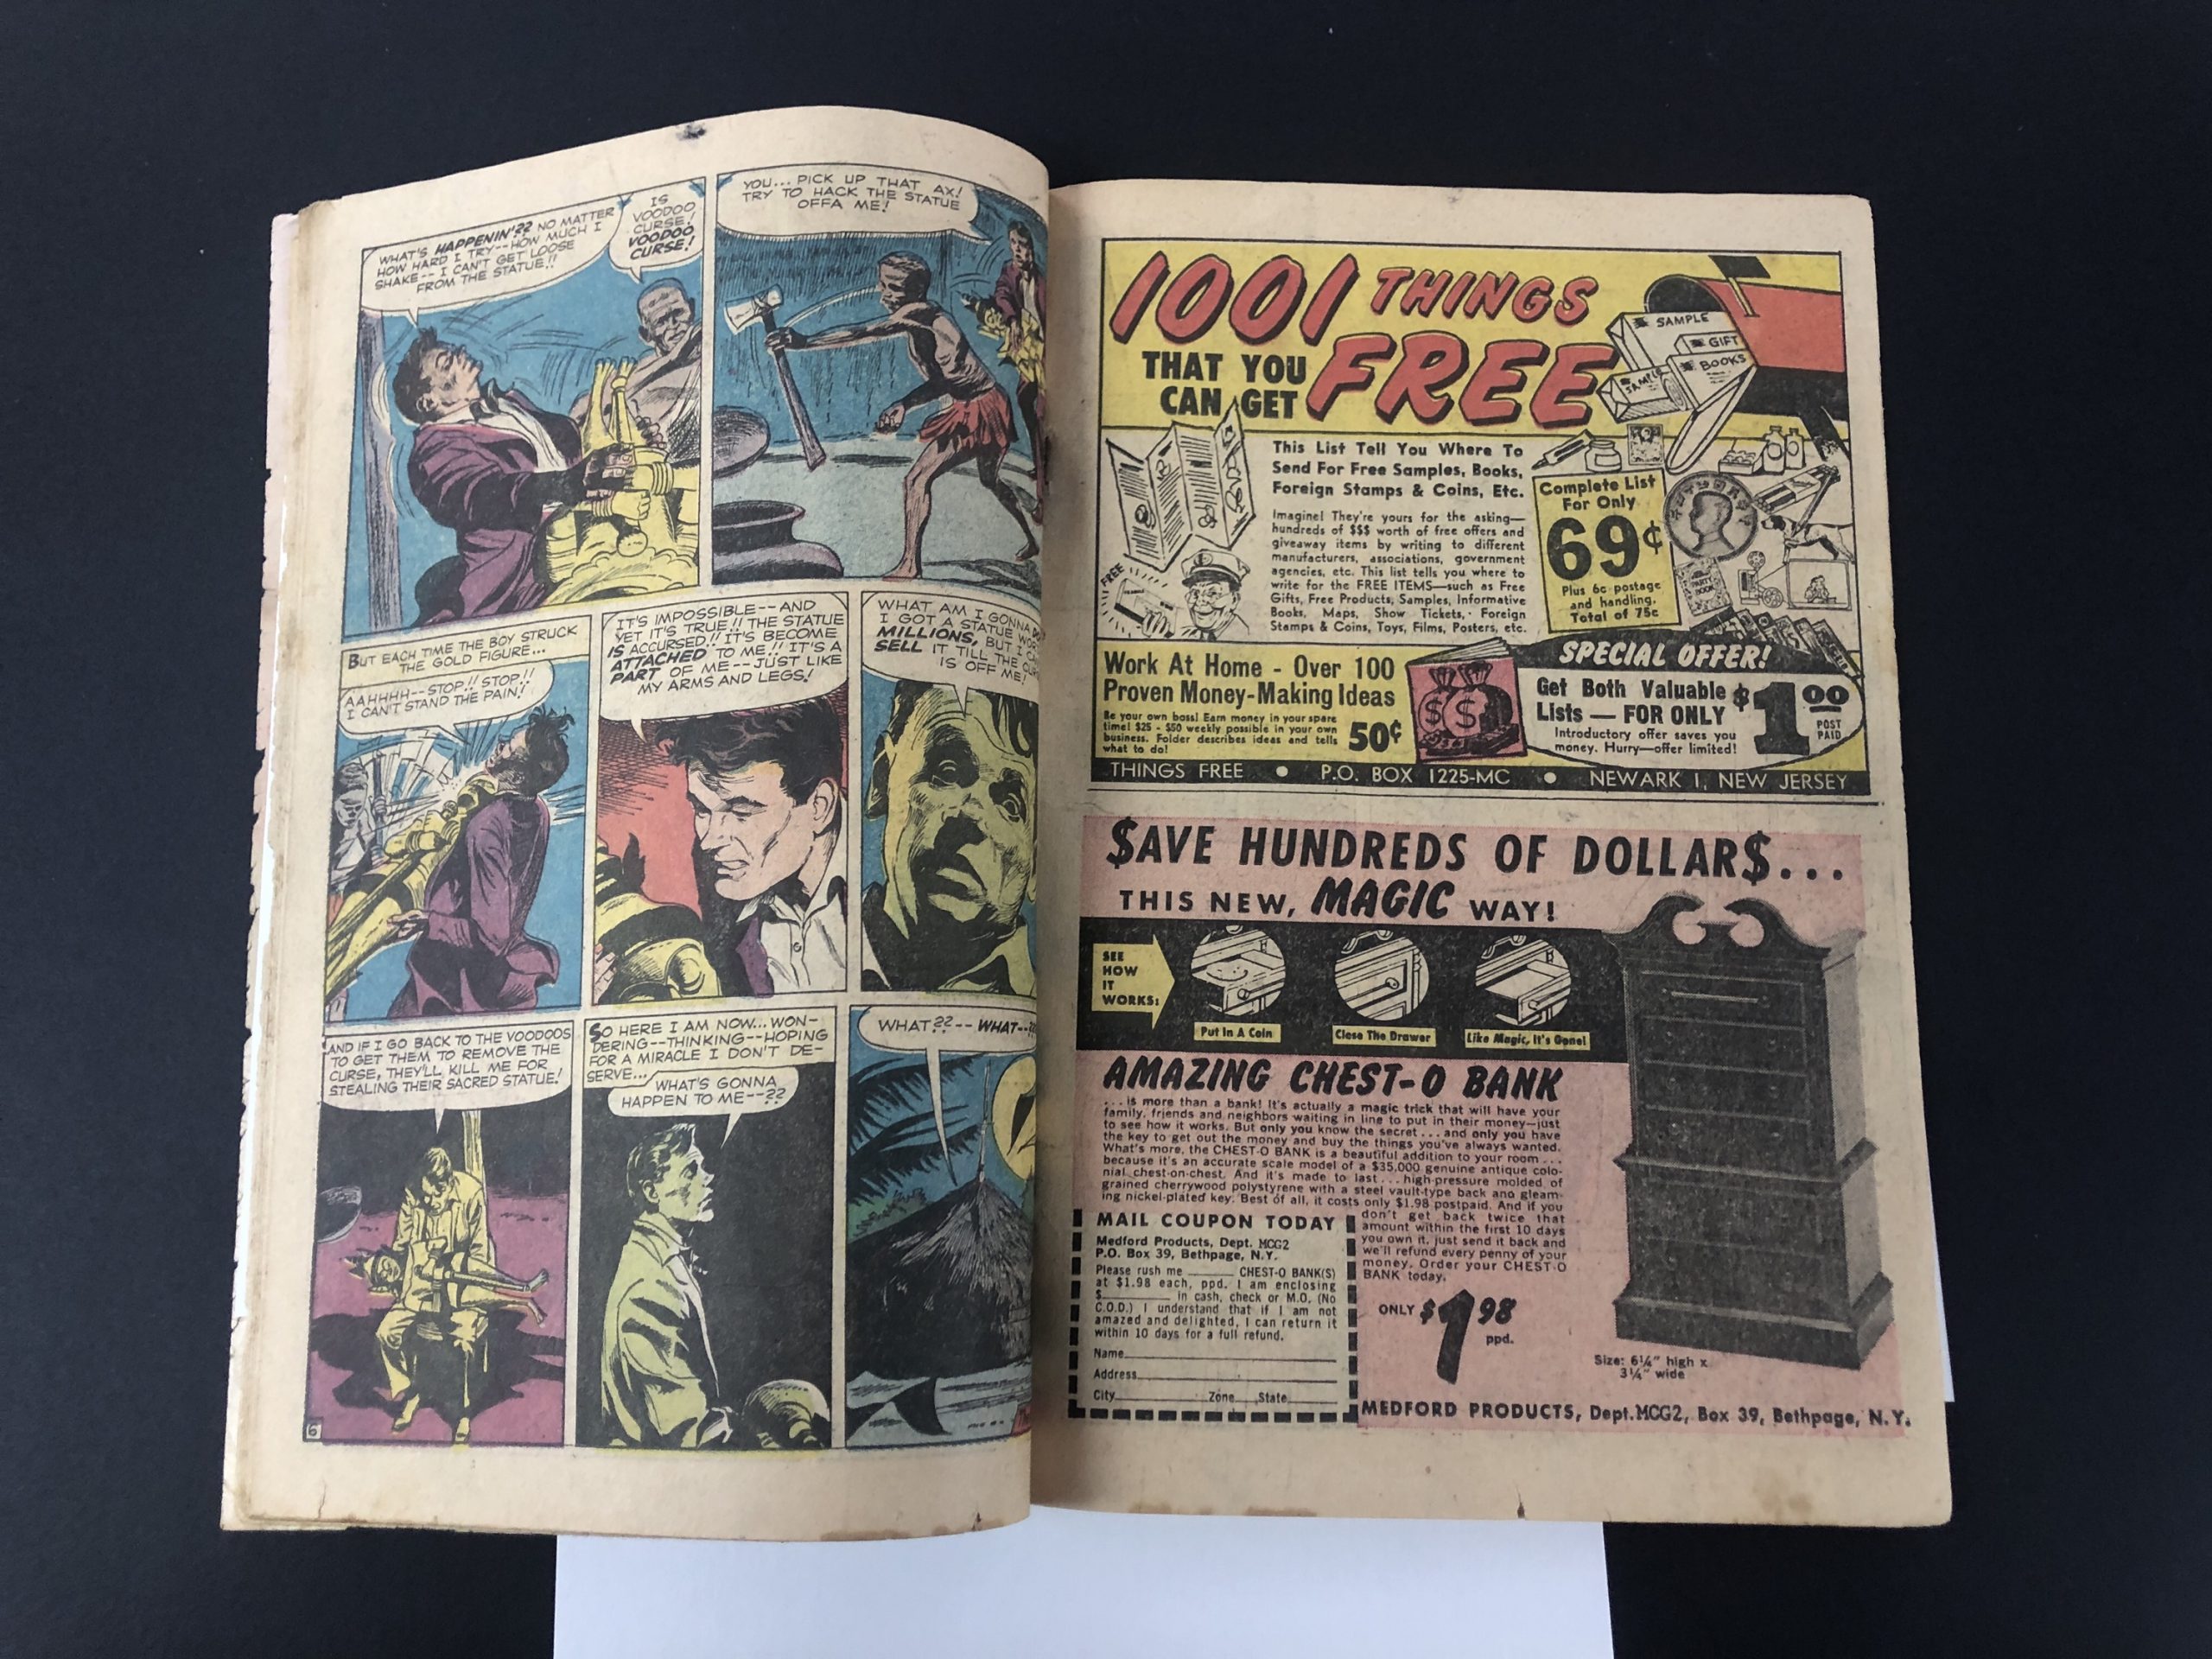 WHAT'S HAPPENIN'?? NO MATTER
HOW HARD I TRY--HOW MUCH I
SHAKE--I CAN'T GET LOOSE
FROM THE STATUE!!
IS
VOODOO
CURSE!
VOODOO
CURSE!
YOU...PICK UP THAT AX!
TRY TO HACK THE STATUE
OFFA ME!
BUT EACH TIME THE BOY STRUCK
THE GOLD FIGURE...
AAHHHH--STOP!! STOP!!
I CAN'T STAND THE PAIN!
IT'S IMPOSSIBLE--AND
YET IT'S TRUE!! THE STATUE
IS ACCURSED!! IT'S BECOME
ATTACHED TO ME!! IT'S A
PART OF ME--JUST LIKE
MY ARMS AND LEGS!
WHAT AM I GONNA
I GOT A STATUE
MILLIONS, BUT I
SELL IT TILL THE
IS OFF ME!
AND IF I GO BACK TO THE VOODOOS
TO GET THEM TO REMOVE THE
CURSE, THEY'LL KILL ME FOR
STEALING THEIR SACRED STATUE!
SO HERE I AM NOW...WON-
DERING--THINKING--HOPING
FOR A MIRACLE I DON'T DE-
SERVE...
WHAT'S GONNA
HAPPEN TO ME--??
WHAT??--WHAT--
6
1001 THINGS
THAT YOU
CAN GET
FREE
SAMPLE
GIFT
BOOKS
SAMPLE
This List Tell You Where To
Send For Free Samples, Books,
Foreign Stamps & Coins, Etc.
Imagine! They're yours for the asking—
hundreds of $$$ worth of free offers and
giveaway items by writing to different
manufacturers, associations, government
agencies, etc. This list tells you where to
write for the FREE ITEMS—such as Free
Gifts, Free Products, Samples, Informative
Books, Maps, Show Tickets, Foreign
Stamps & Coins, Toys, Films, Posters, etc.
FREE
Complete List
For Only
69¢
Plus 6c postage
and handling.
Total of 75c
PARTY
BOOK
Work At Home - Over 100
Proven Money-Making Ideas
Be your own boss! Earn money in your spare
time! $25 - $50 weekly possible in your own
business. Folder describes ideas and tells
what to do!
50¢
$ $
SPECIAL OFFER!
Get Both Valuable
Lists — FOR ONLY
$1.00
POST
PAID
Introductory offer saves you
money. Hurry—offer limited!
THINGS FREE • P.O. BOX 1225-MC • NEWARK 1, NEW JERSEY
$AVE HUNDREDS OF DOLLAR$...
THIS NEW, MAGIC WAY!
SEE
HOW
IT
WORKS:
Put In A Coin
Close The Drawer
Like Magic, It's Gone!
AMAZING CHEST-O BANK
. . . is more than a bank! It's actually a magic trick that will have your
family, friends and neighbors waiting in line to put in their money—just
to see how it works. But only you know the secret . . . and only you have
the key to get out the money and buy the things you've always wanted.
What's more, the CHEST-O BANK is a beautiful addition to your room . . .
because it's an accurate scale model of a $35,000 genuine antique colo-
nial chest-on-chest. And it's made to last . . . high-pressure molded of
grained cherrywood polystyrene with a steel vault-type back and gleam-
ing nickel-plated key. Best of all, it costs only $1.98 postpaid. And if you
don't get back twice that
amount within the first 10 days
you own it, just send it back and
we'll refund every penny of your
money. Order your CHEST-O
BANK today.
MAIL COUPON TODAY
Medford Products, Dept. MCG2
P.O. Box 39, Bethpage, N.Y.
Please rush me ______ CHEST-O BANK(S)
at $1.98 each, ppd. I am enclosing
$______ in cash, check or M.O. (No
C.O.D.) I understand that if I am not
amazed and delighted, I can return it
within 10 days for a full refund.
Name
Address
City Zone State
ONLY $1.98
ppd.
Size: 6¼" high x
3¼" wide
MEDFORD PRODUCTS, Dept.MCG2, Box 39, Bethpage, N.Y.